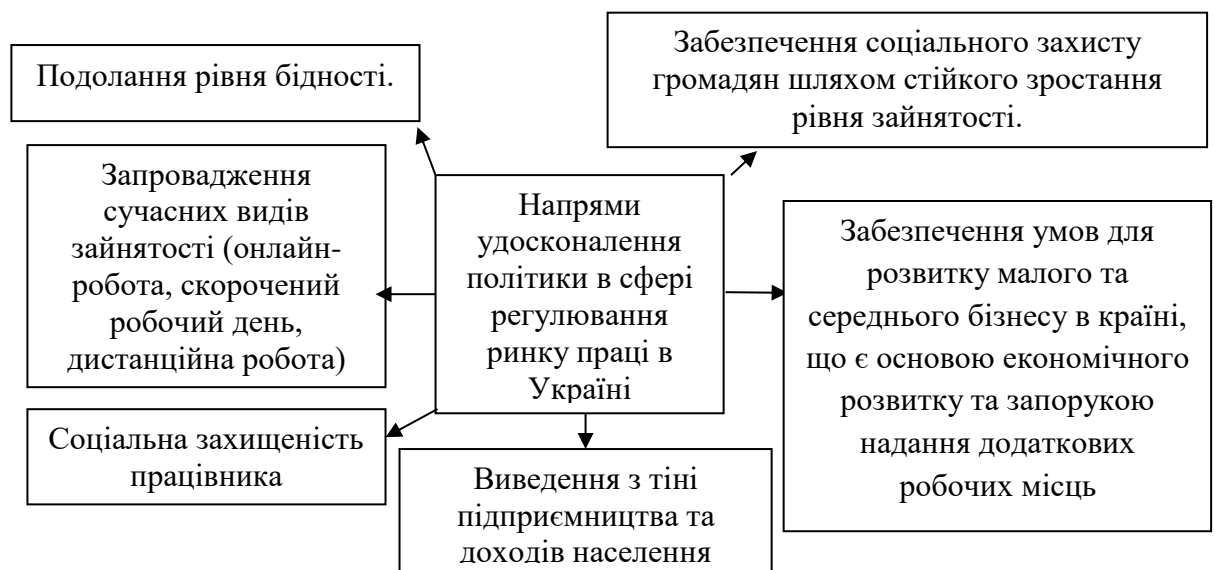 Подолання рівня бідності.
Забезпечення соціального захисту
громадян шляхом стійкого зростання
рівня зайнятості.
Запровадження
сучасних видів
зайнятості (онлайн-
робота, скорочений
робочий день,
дистанційна робота)
Напрями
удосконалення
політики в сфері
регулювання
ринку праці в
Україні
Забезпечення умов для
розвитку малого та
середнього бізнесу в країні,
що є основою економічного
розвитку та запорукою
надання додаткових
робочих місць
Соціальна захищеність
працівника
Виведення з тіні
підприємництва та
доходів населення